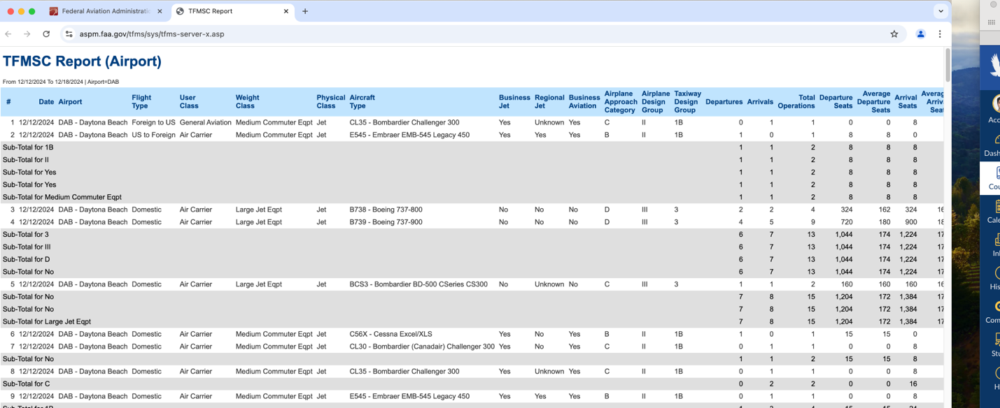 Federal Aviation Administratic
TFMSC Report
aspm.faa.gov/tfms/sys/tfms-server-x.asp
TFMSC Report (Airport)
From 12/12/2024 To 12/18/2024 | Airport=DAB
# Date Airport Flight Type User Class Weight Class Physical Class Aircraft Type Business Jet Regional Jet Business Aviation Airplane Approach Category Airplane Design Group Taxiway Design Group Departures Arrivals Total Operations Departure Seats Average Departure Seats Arrival Seats Averag Arriv Sea
1 12/12/2024 DAB - Daytona Beach Foreign to US General Aviation Medium Commuter Eqpt Jet CL35 - Bombardier Challenger 300 Yes Unknown Yes C II 1B 0 1 1 0 0 8
2 12/12/2024 DAB - Daytona Beach US to Foreign Air Carrier Medium Commuter Eqpt Jet E545 - Embraer EMB-545 Legacy 450 Yes Yes Yes B II 1B 1 0 1 8 8 0
Sub-Total for 1B 1 1 2 8 8 8
Sub-Total for II 1 1 2 8 8 8
Sub-Total for Yes 1 1 2 8 8 8
Sub-Total for Yes 1 1 2 8 8 8
Sub-Total for Medium Commuter Eqpt 1 1 2 8 8 8
3 12/12/2024 DAB - Daytona Beach Domestic Air Carrier Large Jet Eqpt Jet B738 - Boeing 737-800 No No No D III 3 2 2 4 324 162 324 16
4 12/12/2024 DAB - Daytona Beach Domestic Air Carrier Large Jet Eqpt Jet B739 - Boeing 737-900 No No No D III 3 4 5 9 720 180 900 18
Sub-Total for 3 6 7 13 1,044 174 1,224 17
Sub-Total for III 6 7 13 1,044 174 1,224 17
Sub-Total for D 6 7 13 1,044 174 1,224 17
Sub-Total for No 6 7 13 1,044 174 1,224 17
5 12/12/2024 DAB - Daytona Beach Domestic Air Carrier Large Jet Eqpt Jet BCS3 - Bombardier BD-500 CSeries CS300 No Unknown No C III 3 1 1 2 160 160 160 16
Sub-Total for No 7 8 15 1,204 172 1,384 17
Sub-Total for No 7 8 15 1,204 172 1,384 17
Sub-Total for Large Jet Eqpt 7 8 15 1,204 172 1,384 17
6 12/12/2024 DAB - Daytona Beach Domestic Air Carrier Medium Commuter Eqpt Jet C56X - Cessna Excel/XLS Yes No Yes B II 1B 1 0 1 15 15 0
7 12/12/2024 DAB - Daytona Beach Domestic Air Carrier Medium Commuter Eqpt Jet CL30 - Bombardier (Canadair) Challenger 300 Yes No Yes C II 1B 0 1 1 0 0 8
Sub-Total for No 1 1 2 15 15 8
8 12/12/2024 DAB - Daytona Beach Domestic Air Carrier Medium Commuter Eqpt Jet CL35 - Bombardier Challenger 300 Yes Unknown Yes C II 1B 0 1 1 0 0 8
Sub-Total for C 0 2 2 0 0 16
9 12/12/2024 DAB - Daytona Beach Domestic Air Carrier Medium Commuter Eqpt Jet E545 - Embraer EMB-545 Legacy 450 Yes Yes Yes B II 1B 0 1 1 0 0 8
Acc
Dash
Cou
Cale
In
His
Com
Stu
H